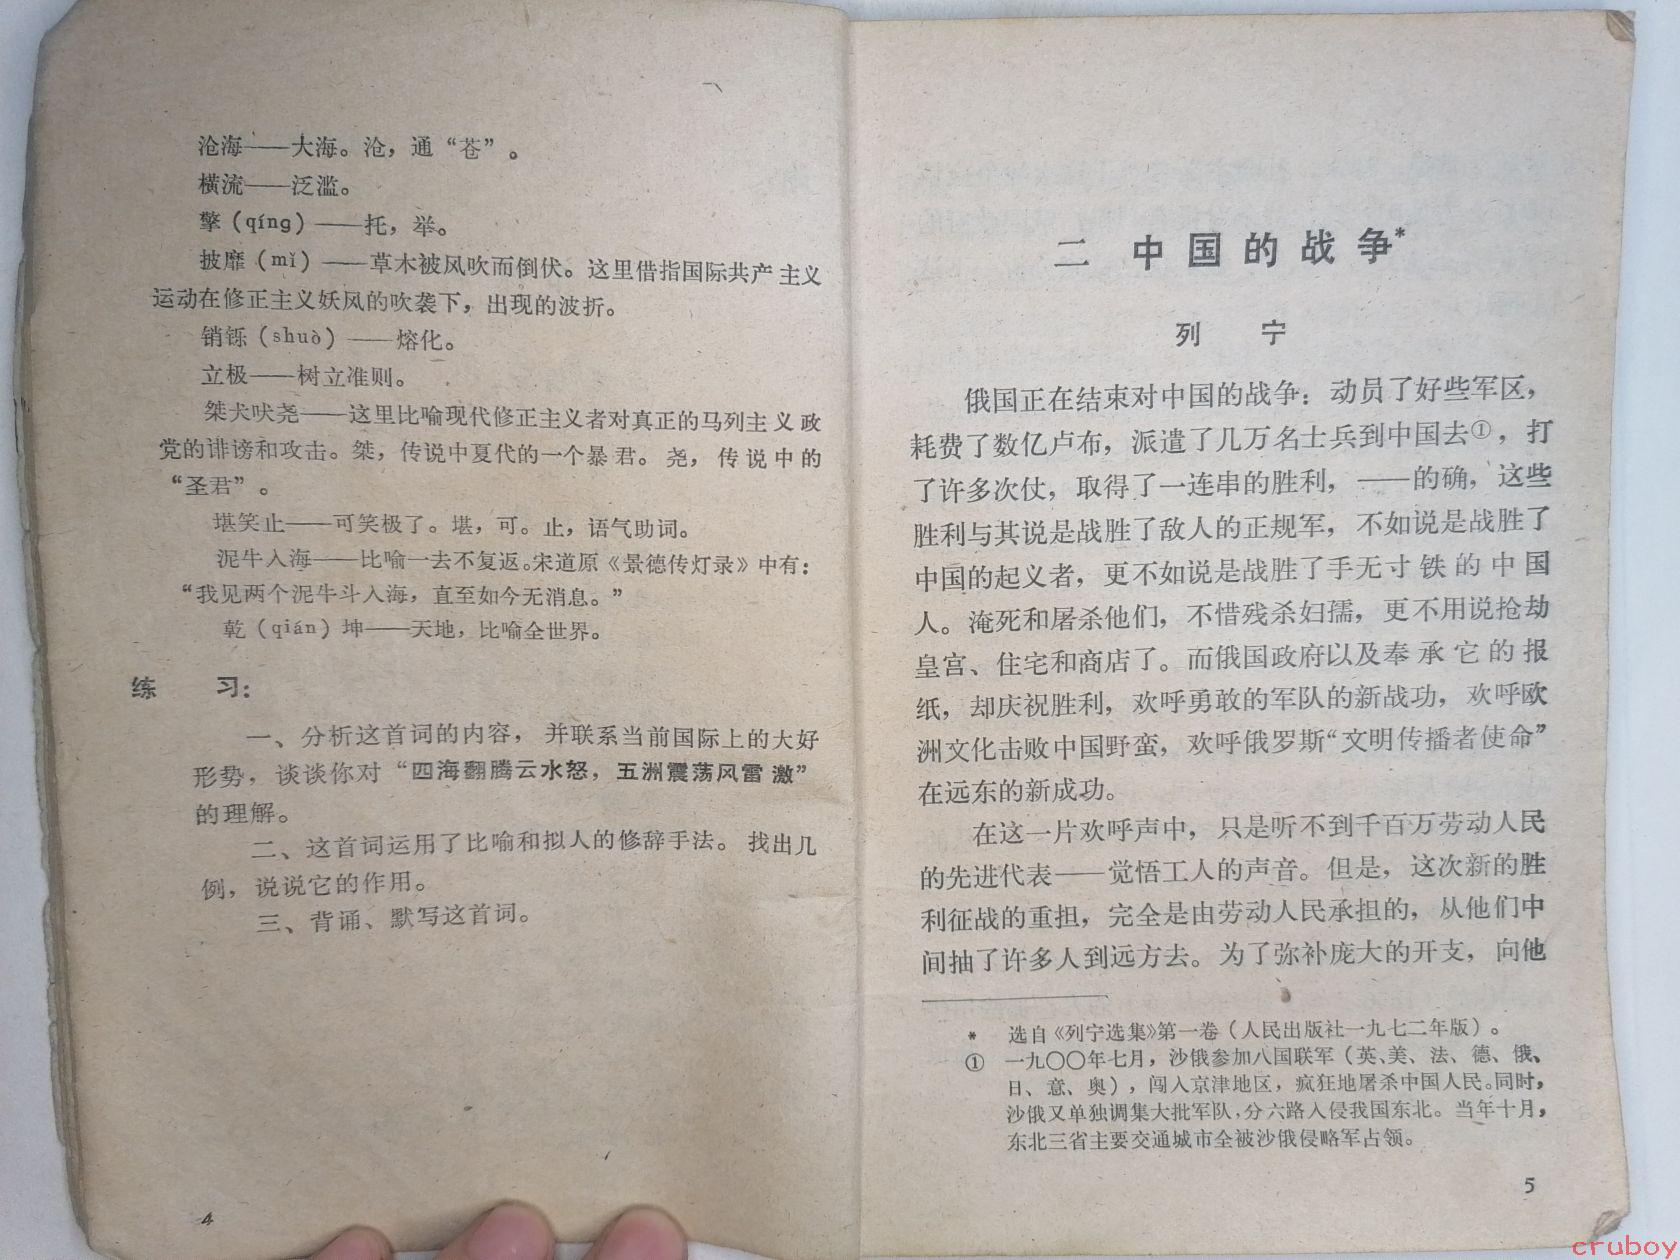 沧海——大海。沧，通“苍”。
横流——泛滥。
擎（qíng）——托，举。
披靡（mǐ）——草木被风吹而倒伏。这里借指国际共产主义
运动在修正主义妖风的吹袭下，出现的波折。
销铄（shuò）——熔化。
立极——树立准则。
桀犬吠尧——这里比喻现代修正主义者对真正的马列主义政
党的诽谤和攻击。桀，传说中夏代的一个暴君。尧，传说中的
“圣君”。
堪笑止——可笑极了。堪，可。止，语气助词。
泥牛入海——比喻一去不复返。宋道原《景德传灯录》中有：
“我见两个泥牛斗入海，直至如今无消息。”
乾（qián）坤——天地，比喻全世界。
练　习：
一、分析这首词的内容，并联系当前国际上的大好
形势，谈谈你对“四海翻腾云水怒，五洲震荡风雷激”
的理解。
二、这首词运用了比喻和拟人的修辞手法。找出几
例，说说它的作用。
三、背诵、默写这首词。
4
二　中国的战争*
列　宁
俄国正在结束对中国的战争：动员了好些军区，
耗费了数亿卢布，派遣了几万名士兵到中国去①，打
了许多次仗，取得了一连串的胜利，——的确，这些
胜利与其说是战胜了敌人的正规军，不如说是战胜了
中国的起义者，更不如说是战胜了手无寸铁的中国
人。淹死和屠杀他们，不惜残杀妇孺，更不用说抢劫
皇宫、住宅和商店了。而俄国政府以及奉承它的报
纸，却庆祝胜利，欢呼勇敢的军队的新战功，欢呼欧
洲文化击败中国野蛮，欢呼俄罗斯“文明传播者使命”
在远东的新成功。
在这一片欢呼声中，只是听不到千百万劳动人民
的先进代表——觉悟工人的声音。但是，这次新的胜
利征战的重担，完全是由劳动人民承担的，从他们中
间抽了许多人到远方去。为了弥补庞大的开支，向他
*　选自《列宁选集》第一卷（人民出版社一九七二年版）。
①　一九〇〇年七月，沙俄参加八国联军（英、美、法、德、俄、
日、意、奥），闯入京津地区，疯狂地屠杀中国人民。同时，
沙俄又单独调集大批军队，分六路入侵我国东北。当年十月，
东北三省主要交通城市全被沙俄侵略军占领。
5
cruboy